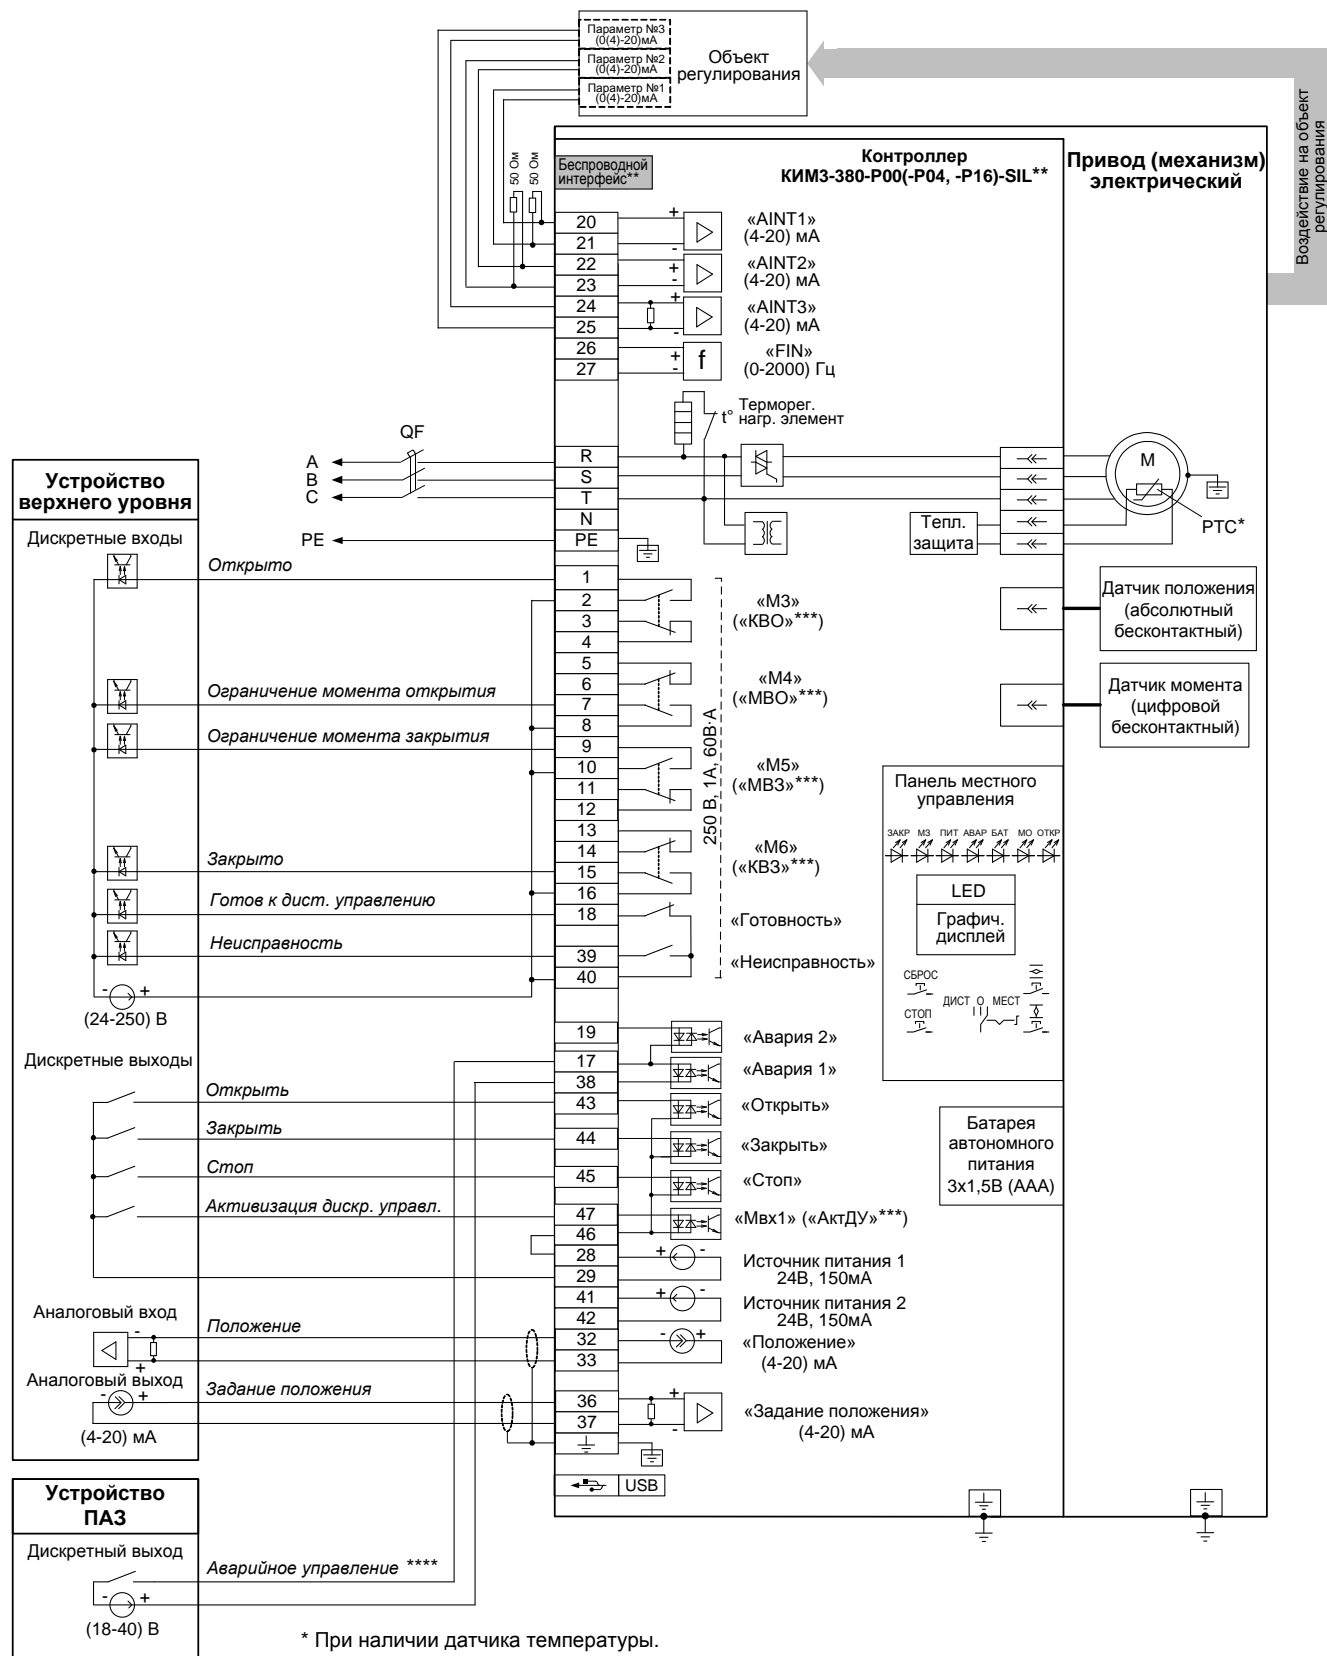 Параметр №3
(0(4)-20)мА
Параметр №2
(0(4)-20)мА
Параметр №1
(0(4)-20)мА
Объект
регулирования
Воздействие на объект
регулирования
50 Ом
50 Ом
Беспроводной
интерфейс**
Контроллер
КИМ3-380-Р00(-Р04, -Р16)-SIL**
Привод (механизм)
электрический
20
21
22
23
24
25
26
27
+
-
«AINT1»
(4-20) мА
+
-
«AINT2»
(4-20) мА
+
-
«AINT3»
(4-20) мА
+
-
f
«FIN»
(0-2000) Гц
t°
Терморег.
нагр. элемент
QF
A
B
C
PE
R
S
T
N
PE
Тепл.
защита
M
PTC*
Датчик положения
(абсолютный
бесконтактный)
Датчик момента
(цифровой
бесконтактный)
Устройство
верхнего уровня
Дискретные входы
Открыто
Ограничение момента открытия
Ограничение момента закрытия
Закрыто
Готов к дист. управлению
Неисправность
- +
(24-250) В
1
2
3
4
5
6
7
8
9
10
11
12
13
14
15
16
18
39
40
250 В, 1А, 60В·А
«М3»
(«КВО»***)
«М4»
(«МВО»***)
«М5»
(«МВЗ»***)
«М6»
(«КВЗ»***)
«Готовность»
«Неисправность»
Панель местного
управления
ЗАКР МЗ ПИТ АВАР БАТ МО ОТКР
LED
Графич.
дисплей
СБРОС
СТОП
ДИСТ О МЕСТ
Батарея
автономного
питания
3х1,5В (ААА)
Дискретные выходы
Открыть
Закрыть
Стоп
Активизация дискр. управл.
19
17
38
43
44
45
47
46
28
29
41
42
32
33
36
37
«Авария 2»
«Авария 1»
«Открыть»
«Закрыть»
«Стоп»
«Мвх1» («АктДУ»***)
+ -
Источник питания 1
24В, 150мА
+ -
Источник питания 2
24В, 150мА
- +
«Положение»
(4-20) мА
+
-
«Задание положения»
(4-20) мА
Аналоговый вход
-
+
Положение
Аналоговый выход
- +
Задание положения
(4-20) мА
USB
Устройство
ПАЗ
Дискретный выход
Аварийное управление ****
- +
(18-40) В
* При наличии датчика температуры.